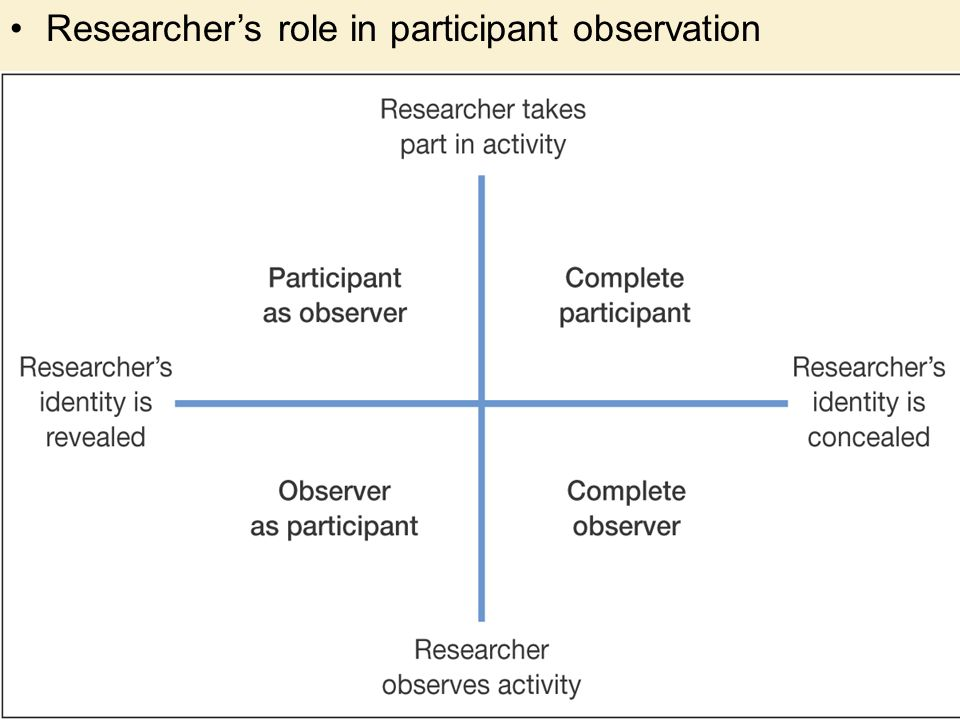 • Researcher’s role in participant observation
Researcher takes
part in activity
Participant
as observer
Complete
participant
Researcher’s
identity is
revealed
Researcher’s
identity is
concealed
Observer
as participant
Complete
observer
Researcher
observes activity